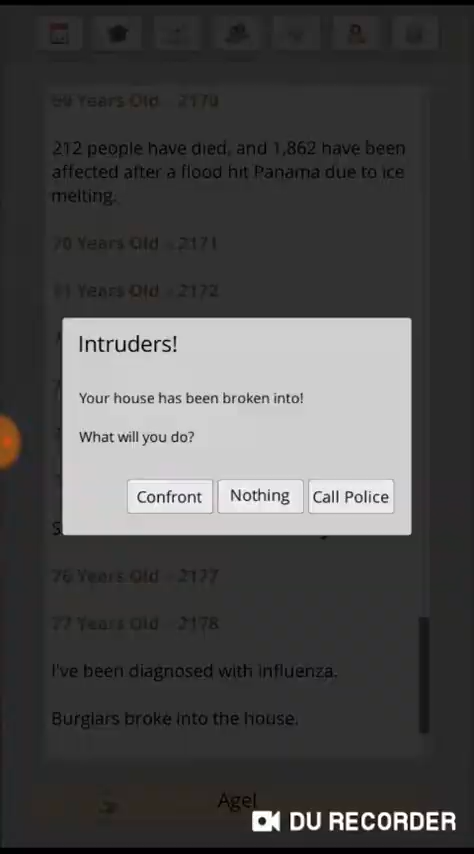 69 Years Old - 2170
212 people have died, and 1,862 have been
affected after a flood hit Panama due to ice
melting.
70 Years Old - 2171
71 Years Old - 2172
Intruders!
Your house has been broken into!
What will you do?
Confront
Nothing
Call Police
76 Years Old - 2177
77 Years Old - 2178
I've been diagnosed with influenza.
Burglars broke into the house.
Age!
DU RECORDER